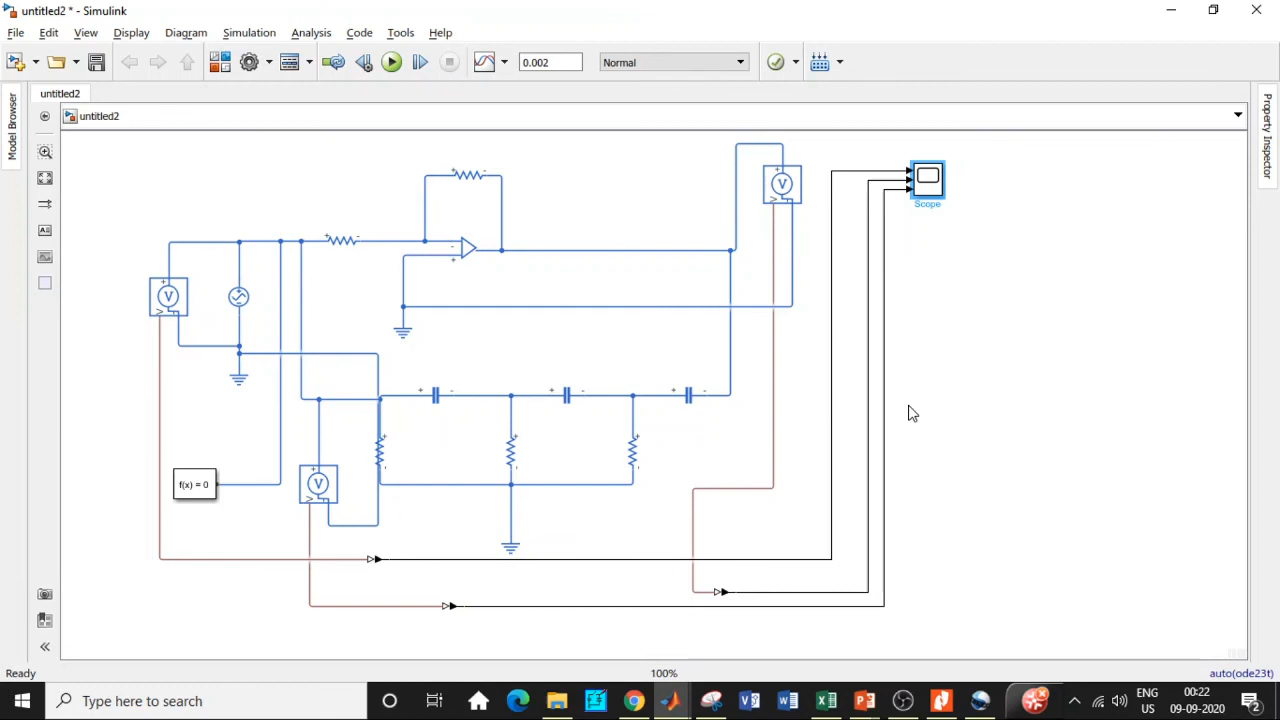 untitled2 * - Simulink
File Edit View Display Diagram Simulation Analysis Code Tools Help
0.002
Normal
untitled2
untitled2
Model Browser
Property Inspector
V
Scope
V
V
f(x) = 0
Ready
100%
auto(ode23t)
Type here to search
ENG
US
00:22
09-09-2020
2